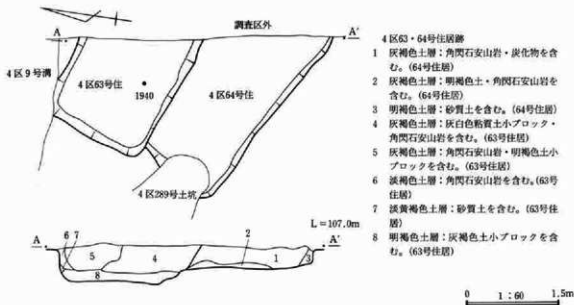 調査区外
A
A'
4区9号溝
4区63号住
1940
4区64号住
4区289号土坑
L=107.0m
A
A'
6
7
5
4
8
2
1
3
4区63・64号住居跡
1 灰褐色土層：角閃石安山岩・炭化物を含
む。(64号住居)
2 灰褐色土層：明褐色土・角閃石安山岩を
含む。(64号住居)
3 明褐色土層：砂質土を含む。(64号住居)
4 灰褐色土層：灰白色粘質土小ブロック・
角閃石安山岩を含む。(63号住居)
5 灰褐色土層：角閃石安山岩・明褐色土小
ブロックを含む。(63号住居)
6 淡褐色土層：角閃石安山岩を含む。(63号
住居)
7 淡黄褐色土層：砂質土を含む。(63号住
居)
8 明褐色土層：灰褐色土小ブロックを含
む。(63号住居)
0 1:60 1.5m